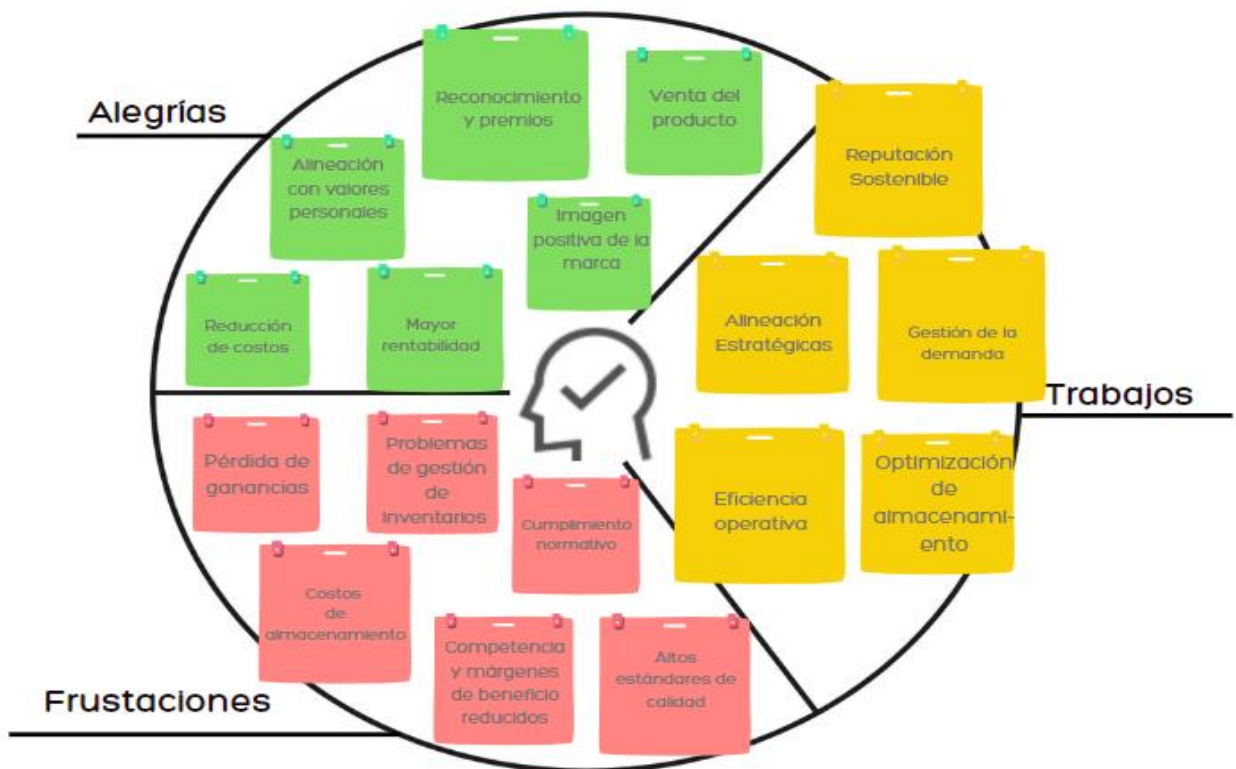 Alegrías
Reconocimiento
y premios
Venta del
producto
Alineación
con valores
personales
Imagen
positiva de la
marca
Reducción
de costos
Mayor
rentabilidad
Reputación
Sostenible
Alineación
Estratégicas
Gestión de la
demanda
Trabajos
Eficiencia
operativa
Optimización
de
almacenami-
ento
Pérdida de
ganancias
Problemas
de gestión
de
inventarios
Cumplimiento
normativo
Costos
de
almacenamiento
Competencia
y márgenes
de beneficio
reducidos
Altos
estándares de
calidad
Frustaciones